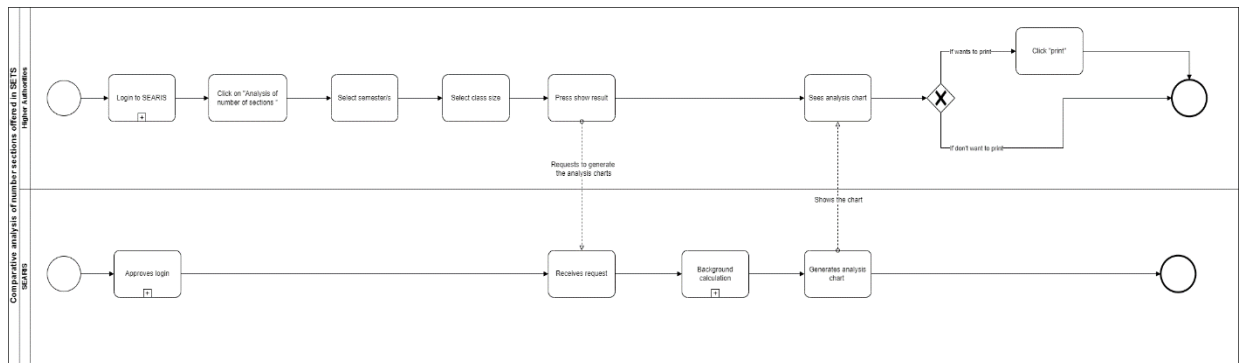 Comparative analysis of number sections offered in SETS
Higher Authorities
Login to SEARIS
Click on "Analysis of
number of sections "
Select semester/s
Select class size
Press show result
Sees analysis chart
If wants to print
Click "print"
If don't want to print
Requests to generate
the analysis charts
Shows the chart
SEARIS
Approves login
Receives request
Background
calculation
Generates analysis
chart